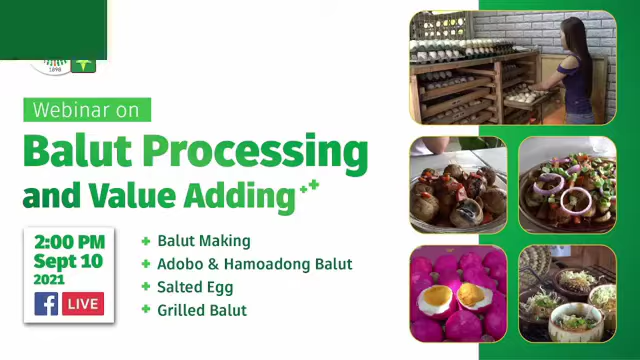 1898
Webinar on
Balut Processing
and Value Adding
2:00 PM
Sept 10
2021
LIVE
Balut Making
Adobo & Hamoadong Balut
Salted Egg
Grilled Balut